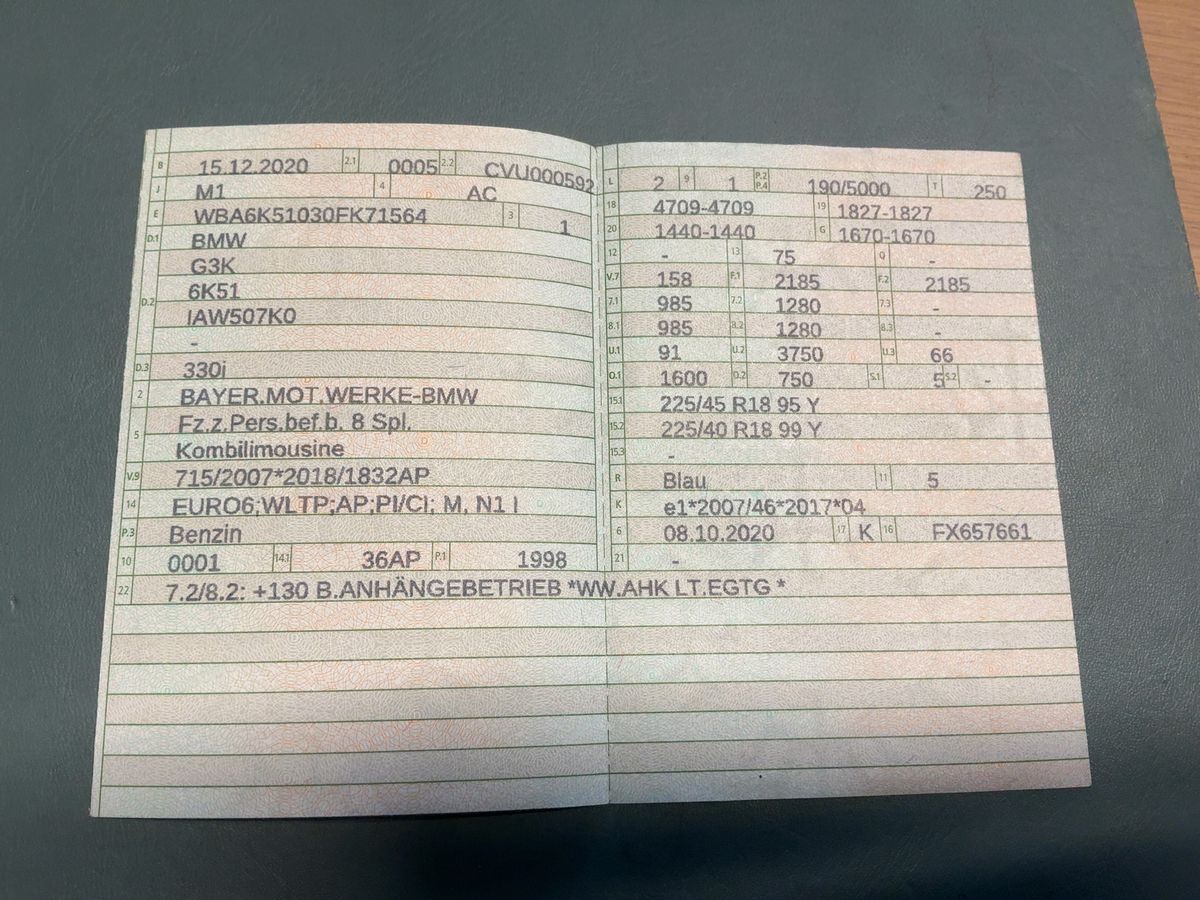 B 15.12.2020 2.1 0005 2.2 CVU000592
J M1 4 AC
E WBA6K51030FK71564 3 1
D.1 BMW
G3K
D.2 6K51
IAW507K0
-
D.3 330i
2 BAYER.MOT.WERKE-BMW
5 Fz.z.Pers.bef.b. 8 Spl.
Kombilimousine
V.9 715/2007*2018/1832AP
14 EURO6;WLTP;AP;PI/CI; M, N1 I
P.3 Benzin
10 0001 14.1 36AP P.1 1998
L 2 9 1 P.2 P.4 190/5000 T 250
18 4709-4709 19 1827-1827
20 1440-1440 G 1670-1670
12 - 13 75 Q -
V.7 158 F.1 2185 F.2 2185
7.1 985 7.2 1280 7.3 -
8.1 985 8.2 1280 8.3 -
U.1 91 U.2 3750 U.3 66
O.1 1600 O.2 750 S.1 5 S.2 -
15.1 225/45 R18 95 Y
15.2 225/40 R18 99 Y
15.3 -
R Blau 11 5
K e1*2007/46*2017*04
6 08.10.2020 17 K 16 FX657661
21 -
22 7.2/8.2: +130 B.ANHÄNGEBETRIEB *WW.AHK LT.EGTG *